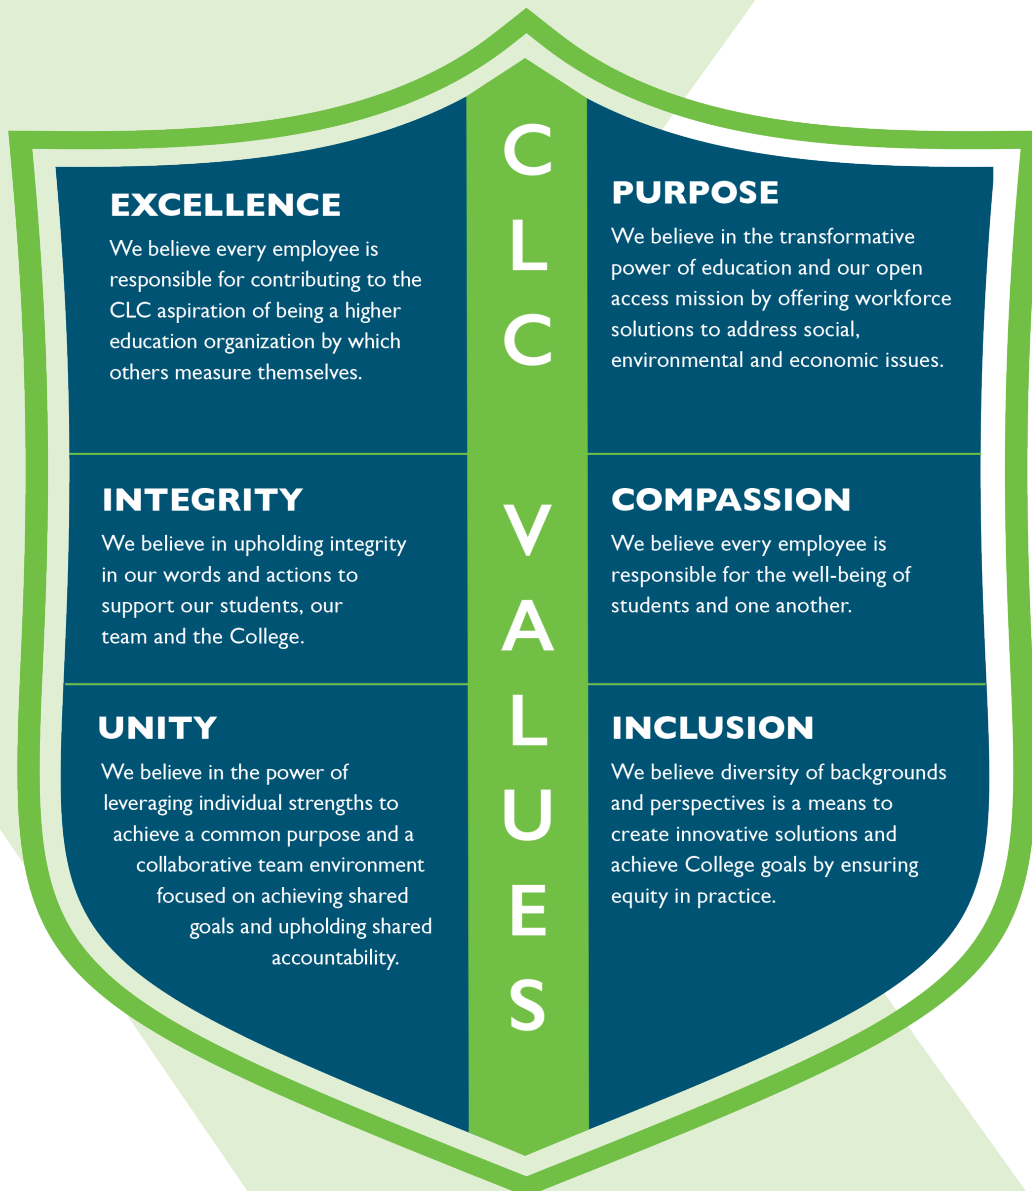 CLC VALUES
EXCELLENCE
We believe every employee is
responsible for contributing to the
CLC aspiration of being a higher
education organization by which
others measure themselves.
PURPOSE
We believe in the transformative
power of education and our open
access mission by offering workforce
solutions to address social,
environmental and economic issues.
INTEGRITY
We believe in upholding integrity
in our words and actions to
support our students, our
team and the College.
COMPASSION
We believe every employee is
responsible for the well-being of
students and one another.
UNITY
We believe in the power of
leveraging individual strengths to
achieve a common purpose and a
collaborative team environment
focused on achieving shared
goals and upholding shared
accountability.
INCLUSION
We believe diversity of backgrounds
and perspectives is a means to
create innovative solutions and
achieve College goals by ensuring
equity in practice.